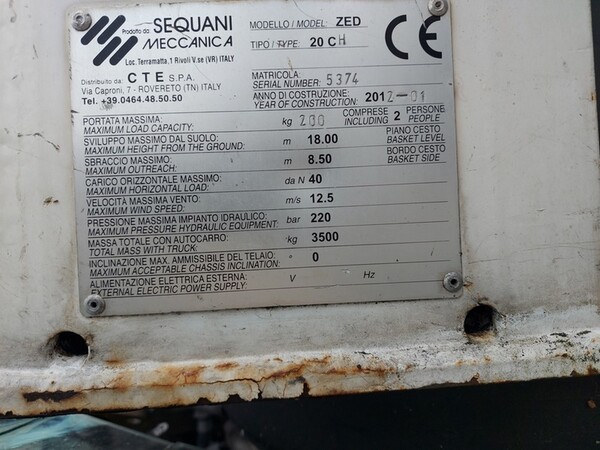 Prodotto da: SEQUANI
MECCANICA
Loc. Terramatta, 1 Rivoli V.se (VR) ITALY
Distribuito da: CTE S.P.A.
Via Caproni, 7 - ROVERETO (TN) ITALY
Tel. +39.0464.48.50.50
MODELLO / MODEL: ZED
TIPO / TYPE: 20 CH
CE
MATRICOLA:
SERIAL NUMBER: 5374
ANNO DI COSTRUZIONE:
YEAR OF CONSTRUCTION: 2012-01
PORTATA MASSIMA
MAXIMUM LOAD CAPACITY: kg 200 COMPRESE INCLUDING 2 PERSONE PEOPLE
SVILUPPO MASSIMO DAL SUOLO:
MAXIMUM HEIGHT FROM THE GROUND: m 18.00 PIANO CESTO BASKET LEVEL
SBRACCIO MASSIMO:
MAXIMUM OUTREACH: m 8.50 BORDO CESTO BASKET SIDE
CARICO ORIZZONTALE MASSIMO:
MAXIMUM HORIZONTAL LOAD: da N 40
VELOCITÀ MASSIMA VENTO:
MAXIMUM WIND SPEED: m/s 12.5
PRESSIONE MASSIMA IMPIANTO IDRAULICO:
MAXIMUM PRESSURE HYDRAULIC EQUIPMENT: bar 220
MASSA TOTALE CON AUTOCARRO:
TOTAL MASS WITH TRUCK: kg 3500
INCLINAZIONE MAX. AMMISSIBILE DEL TELAIO:
MAXIMUM ACCEPTABLE CHASSIS INCLINATION: 0
ALIMENTAZIONE ELETTRICA ESTERNA:
EXTERNAL ELECTRIC POWER SUPPLY: V Hz